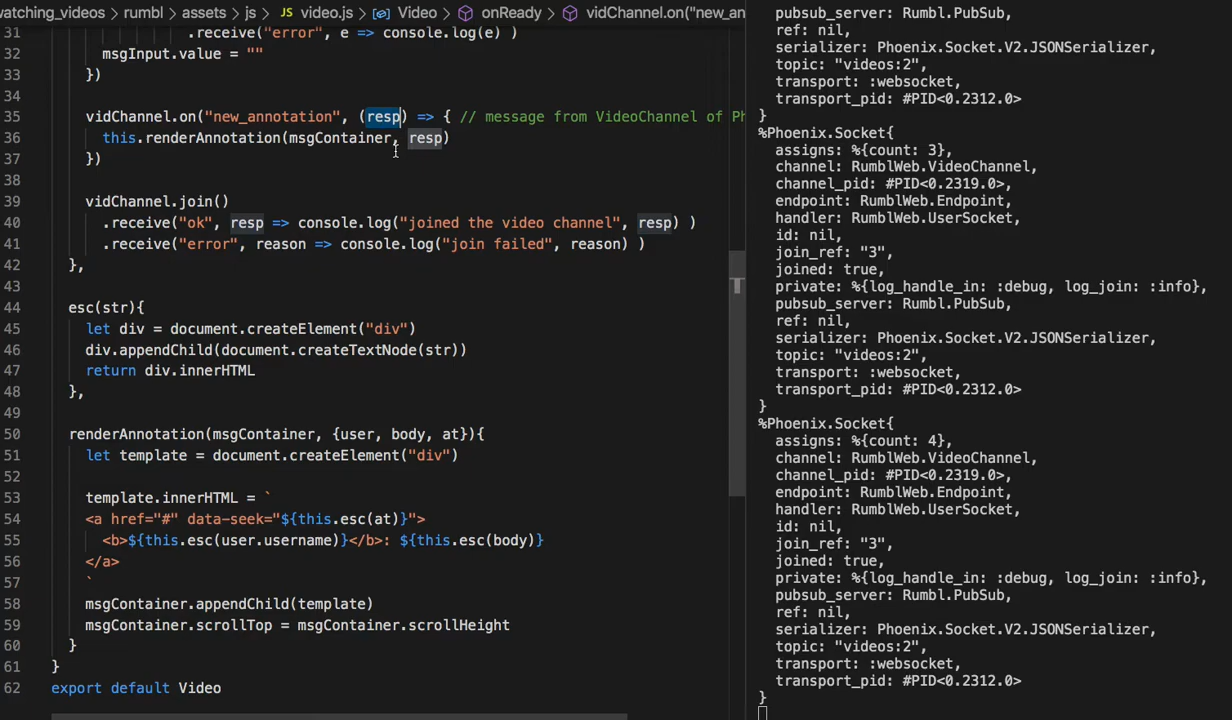 watching_videos > rumbl > assets > js > JS video.js > Video > onReady > vidChannel.on("new_an
31 .receive("error", e => console.log(e) )
32 msgInput.value = ""
33 })
34
35 vidChannel.on("new_annotation", (resp) => { // message from VideoChannel of Ph
36 this.renderAnnotation(msgContainer, resp)
37 })
38
39 vidChannel.join()
40 .receive("ok", resp => console.log("joined the video channel", resp) )
41 .receive("error", reason => console.log("join failed", reason) )
42 },
43
44 esc(str){
45 let div = document.createElement("div")
46 div.appendChild(document.createTextNode(str))
47 return div.innerHTML
48 },
49
50 renderAnnotation(msgContainer, {user, body, at}){
51 let template = document.createElement("div")
52
53 template.innerHTML = `
54 <a href="#" data-seek="${this.esc(at)}">
55 <b>${this.esc(user.username)}</b>: ${this.esc(body)}
56 </a>
57 `
58 msgContainer.appendChild(template)
59 msgContainer.scrollTop = msgContainer.scrollHeight
60 }
61 }
62 export default Video
pubsub_server: Rumbl.PubSub,
ref: nil,
serializer: Phoenix.Socket.V2.JSONSerializer,
topic: "videos:2",
transport: :websocket,
transport_pid: #PID<0.2312.0>
}
%Phoenix.Socket{
assigns: %{count: 3},
channel: RumblWeb.VideoChannel,
channel_pid: #PID<0.2319.0>,
endpoint: RumblWeb.Endpoint,
handler: RumblWeb.UserSocket,
id: nil,
join_ref: "3",
joined: true,
private: %{log_handle_in: :debug, log_join: :info},
pubsub_server: Rumbl.PubSub,
ref: nil,
serializer: Phoenix.Socket.V2.JSONSerializer,
topic: "videos:2",
transport: :websocket,
transport_pid: #PID<0.2312.0>
}
%Phoenix.Socket{
assigns: %{count: 4},
channel: RumblWeb.VideoChannel,
channel_pid: #PID<0.2319.0>,
endpoint: RumblWeb.Endpoint,
handler: RumblWeb.UserSocket,
id: nil,
join_ref: "3",
joined: true,
private: %{log_handle_in: :debug, log_join: :info},
pubsub_server: Rumbl.PubSub,
ref: nil,
serializer: Phoenix.Socket.V2.JSONSerializer,
topic: "videos:2",
transport: :websocket,
transport_pid: #PID<0.2312.0>
}